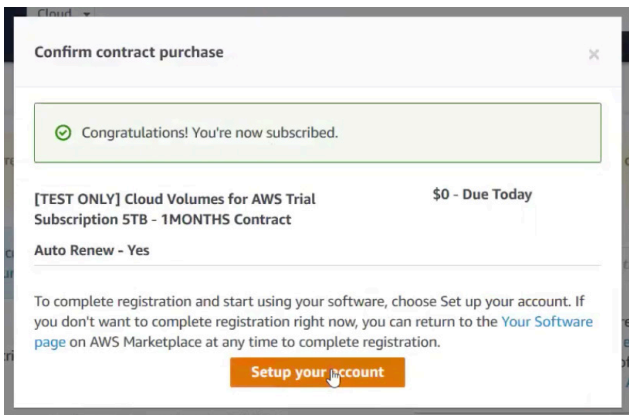 Cloud
Confirm contract purchase
×
Congratulations! You're now subscribed.
[TEST ONLY] Cloud Volumes for AWS Trial
Subscription 5TB - 1MONTHS Contract
$0 - Due Today
Auto Renew - Yes
To complete registration and start using your software, choose Set up your account. If
you don't want to complete registration right now, you can return to the Your Software
page on AWS Marketplace at any time to complete registration.
Setup your account